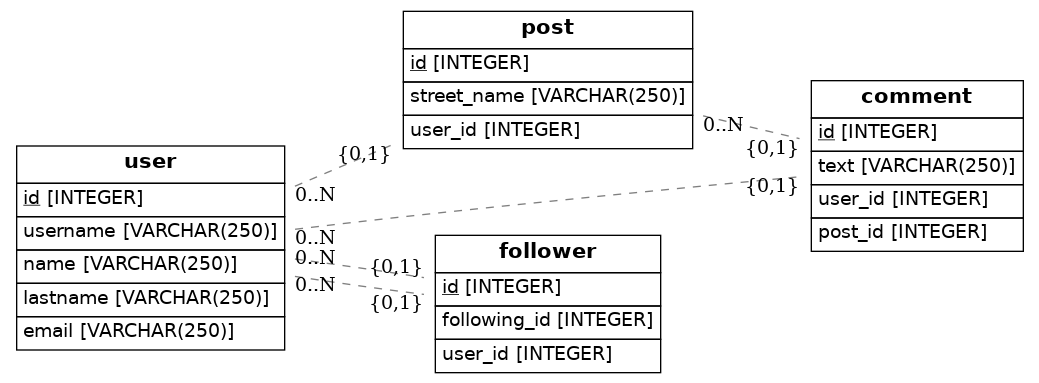 post
id [INTEGER]
street_name [VARCHAR(250)]
user_id [INTEGER]
comment
id [INTEGER]
text [VARCHAR(250)]
user_id [INTEGER]
post_id [INTEGER]
user
id [INTEGER]
username [VARCHAR(250)]
name [VARCHAR(250)]
lastname [VARCHAR(250)]
email [VARCHAR(250)]
follower
id [INTEGER]
following_id [INTEGER]
user_id [INTEGER]
0..N
{0,1}
{0,1}
0..N
{0,1}
0..N
0..N
{0,1}
0..N
{0,1}